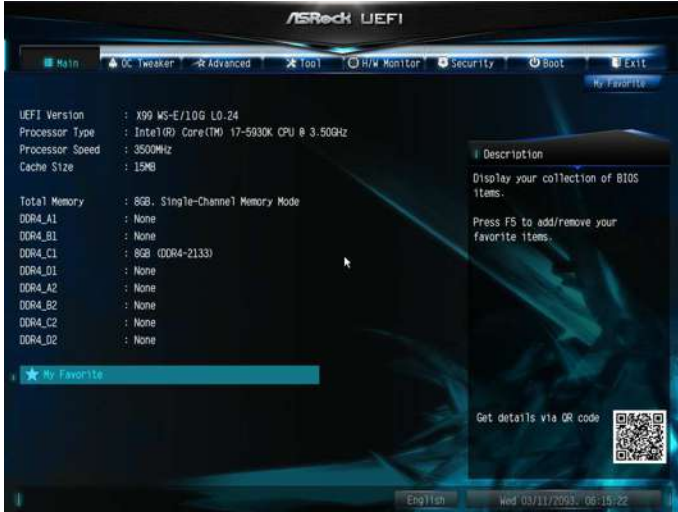 ASRock UEFI
Main OC Tweaker Advanced Tool H/W Monitor Security Boot Exit
My Favorite
UEFI Version : X99 WS-E/10G L0.24
Processor Type : Intel(R) Core(TM) i7-5930K CPU @ 3.50GHz
Processor Speed : 3500MHz
Cache Size : 15MB
Total Memory : 8GB. Single-Channel Memory Mode
DDR4_A1 : None
DDR4_B1 : None
DDR4_C1 : 8GB (DDR4-2133)
DDR4_D1 : None
DDR4_A2 : None
DDR4_B2 : None
DDR4_C2 : None
DDR4_D2 : None
My Favorite
Description
Display your collection of BIOS
items.
Press F5 to add/remove your
favorite items.
Get details via QR code
English Wed 03/11/2093. 06:15:22